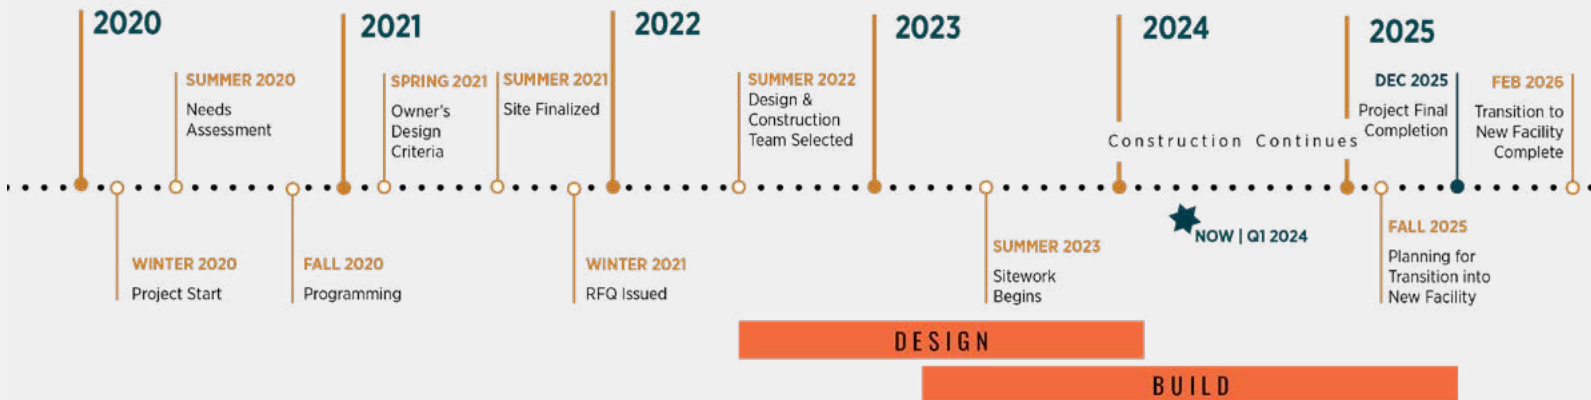 2020
2021
2022
2023
2024
2025
SUMMER 2020
Needs
Assessment
SPRING 2021
Owner's
Design
Criteria
SUMMER 2021
Site Finalized
SUMMER 2022
Design &
Construction
Team Selected
Construction Continues
DEC 2025
Project Final
Completion
FEB 2026
Transition to
New Facility
Complete
WINTER 2020
Project Start
FALL 2020
Programming
WINTER 2021
RFQ Issued
SUMMER 2023
Sitework
Begins
NOW | Q1 2024
FALL 2025
Planning for
Transition into
New Facility
DESIGN
BUILD